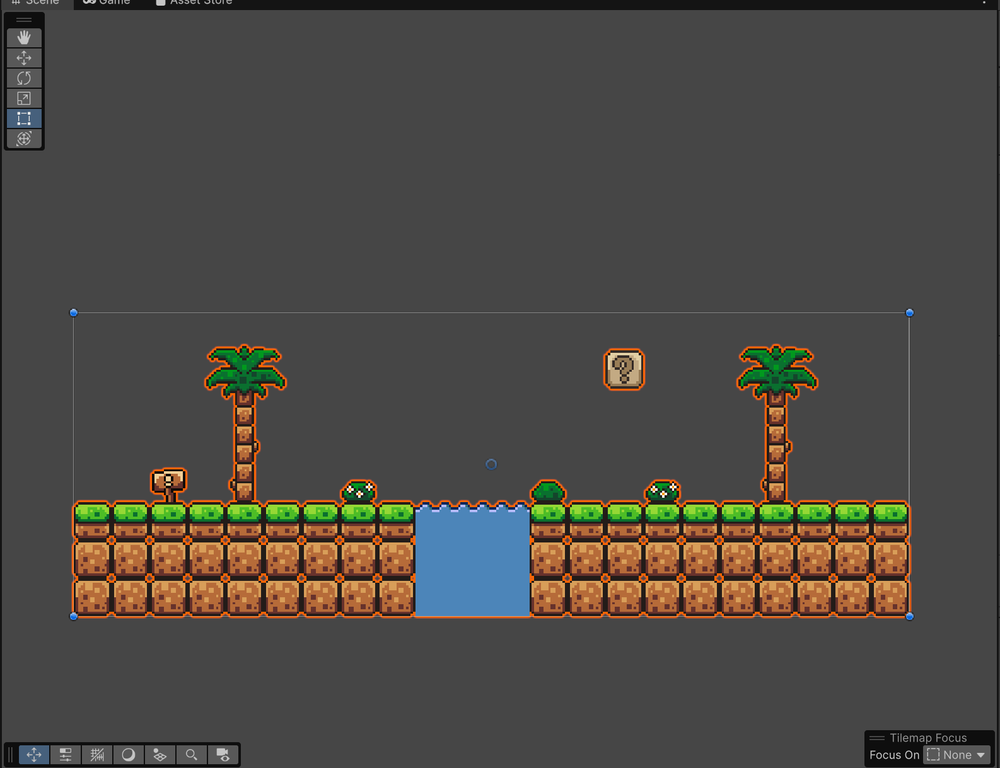 Scene
Game
Asset Store
?
Tilemap Focus
Focus On
None